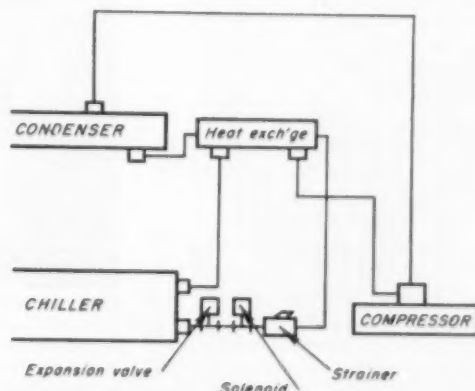 CONDENSER
Heat exch'ge
CHILLER
COMPRESSOR
Expansion valve
Strainer
Solenoid